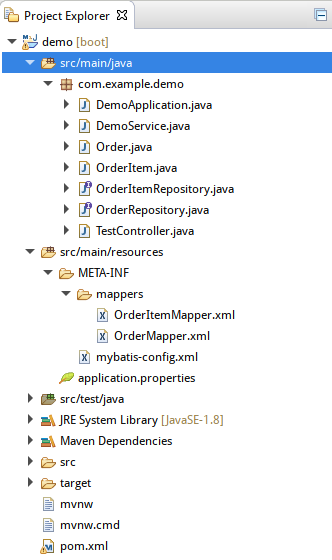 Project Explorer
demo [boot]
src/main/java
com.example.demo
DemoApplication.java
DemoService.java
Order.java
OrderItem.java
OrderItemRepository.java
OrderRepository.java
TestController.java
src/main/resources
META-INF
mappers
OrderItemMapper.xml
OrderMapper.xml
mybatis-config.xml
application.properties
src/test/java
JRE System Library [JavaSE-1.8]
Maven Dependencies
src
target
mvnw
mvnw.cmd
pom.xml